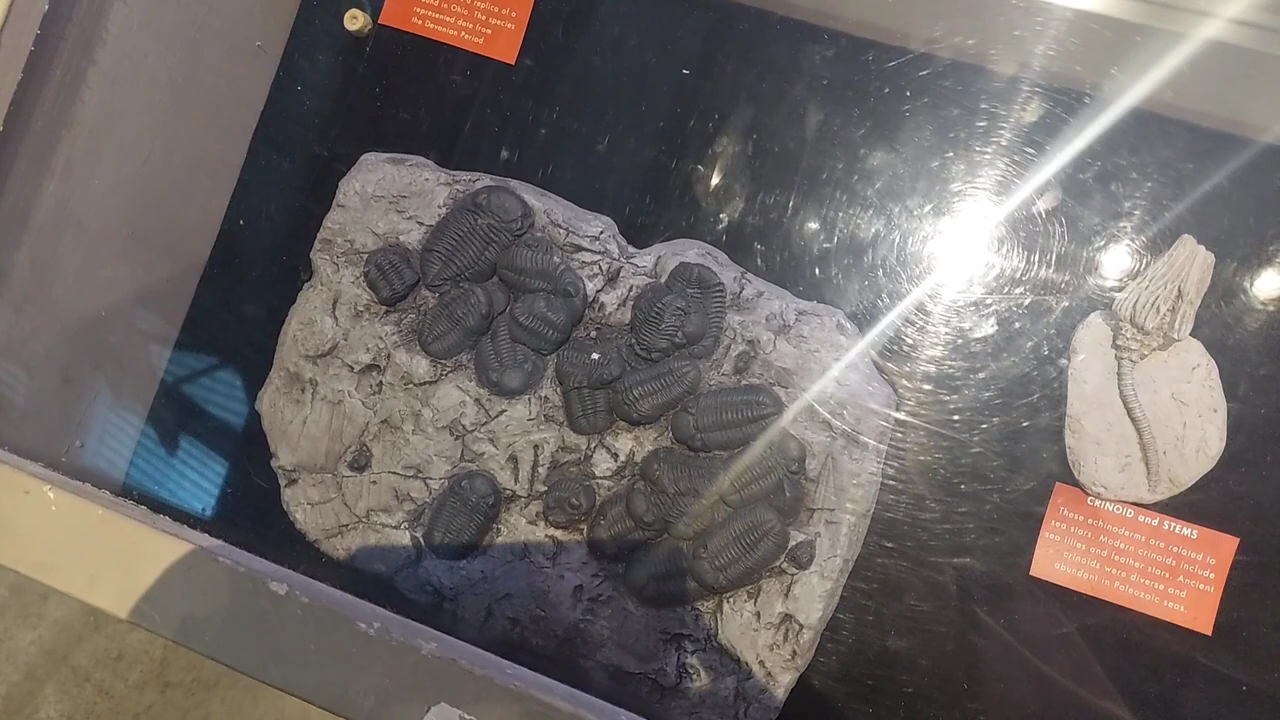 a replica of a
found in Ohio. The species
represented date from
the Devonian Period.
CRINOID and STEMS
These echinoderms are related to
sea stars. Modern crinoids include
sea lilies and feather stars. Ancient
crinoids were diverse and
abundant in Paleozoic seas.